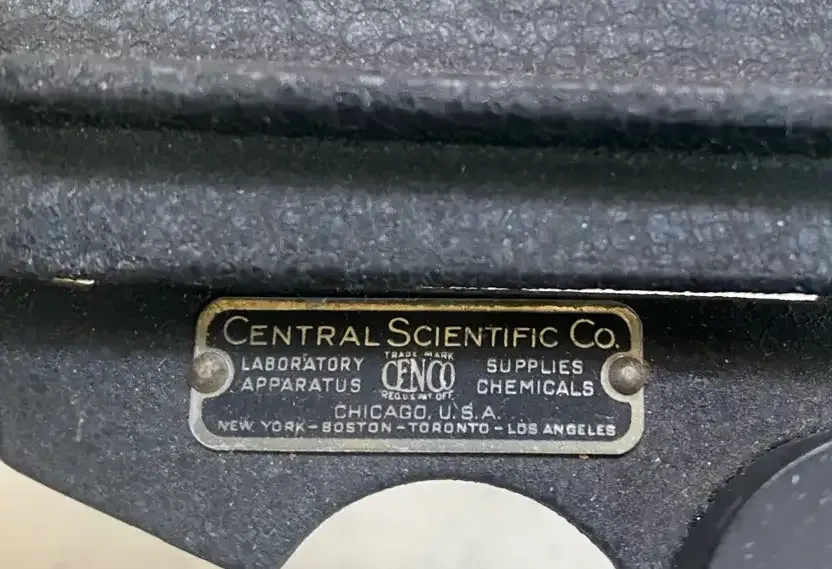 CENTRAL SCIENTIFIC CO.
LABORATORY APPARATUS
TRADE MARK
CENCO
REG. U.S. PAT. OFF.
SUPPLIES CHEMICALS
CHICAGO, U.S.A.
NEW YORK-BOSTON-TORONTO-LOS ANGELES